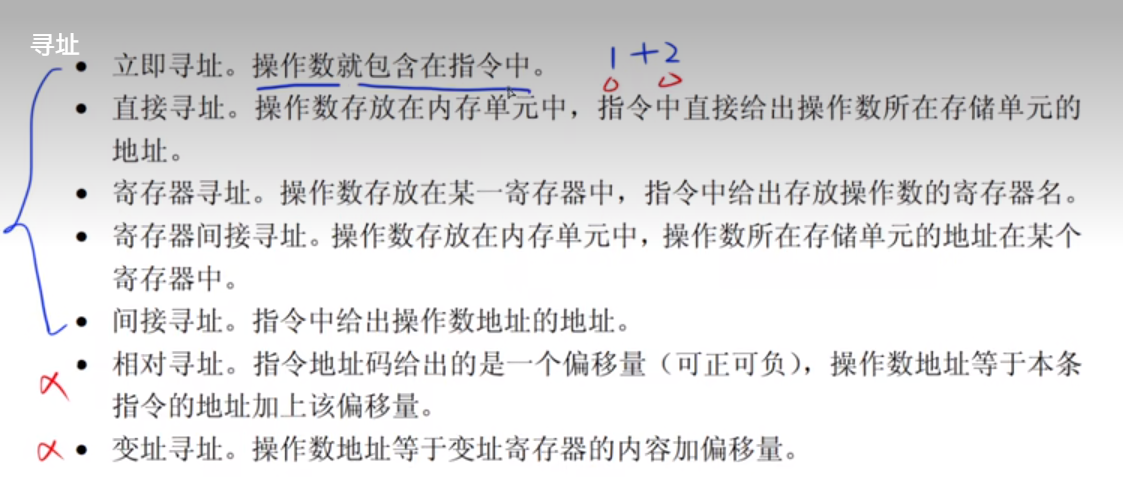 寻址
1+2
• 立即寻址。操作数就包含在指令中。
• 直接寻址。操作数存放在内存单元中，指令中直接给出操作数所在存储单元的
地址。
• 寄存器寻址。操作数存放在某一寄存器中，指令中给出存放操作数的寄存器名。
• 寄存器间接寻址。操作数存放在内存单元中，操作数所在存储单元的地址在某个
寄存器中。
• 间接寻址。指令中给出操作数地址的地址。
• 相对寻址。指令地址码给出的是一个偏移量（可正可负），操作数地址等于本条
指令的地址加上该偏移量。
• 变址寻址。操作数地址等于变址寄存器的内容加偏移量。